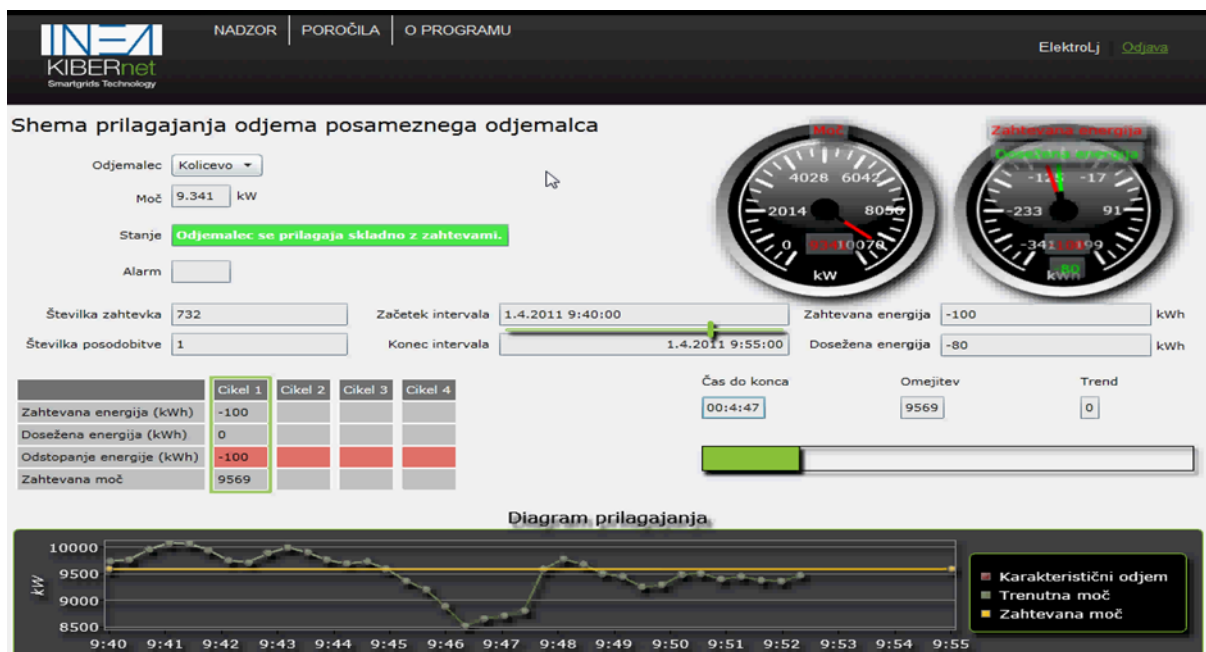 NADZOR POROČILA O PROGRAMU
INEA
KIBERnet
Smartgrids Technology
ElektroLj Odjava
Shema prilagajanja odjema posameznega odjemalca
Odjemalec Kolicevo
Moč 9.341 kW
Stanje Odjemalec se prilagaja skladno z zahtevami.
Alarm
Moč
4028 6042
2014 8056
0 10070
kW
Zahtevana energija
Dosežena energija
-125 -17
-233 91
-341
80
kWh
Številka zahtevka 732 Začetek intervala 1.4.2011 9:40:00 Zahtevana energija -100 kWh
Številka posodobitve 1 Konec intervala 1.4.2011 9:55:00 Dosežena energija -80 kWh
Cikel 1 Cikel 2 Cikel 3 Cikel 4
Zahtevana energija (kWh) -100
Dosežena energija (kWh) 0
Odstopanje energije (kWh) -100
Zahtevana moč 9569
Čas do konca Omejitev Trend
00:4:47 9569 0
Diagram prilagajanja
kW
10000
9500
9000
8500
9:40 9:41 9:42 9:43 9:44 9:45 9:46 9:47 9:48 9:49 9:50 9:51 9:52 9:53 9:54 9:55
Karakteristični odjem
Trenutna moč
Zahtevana moč